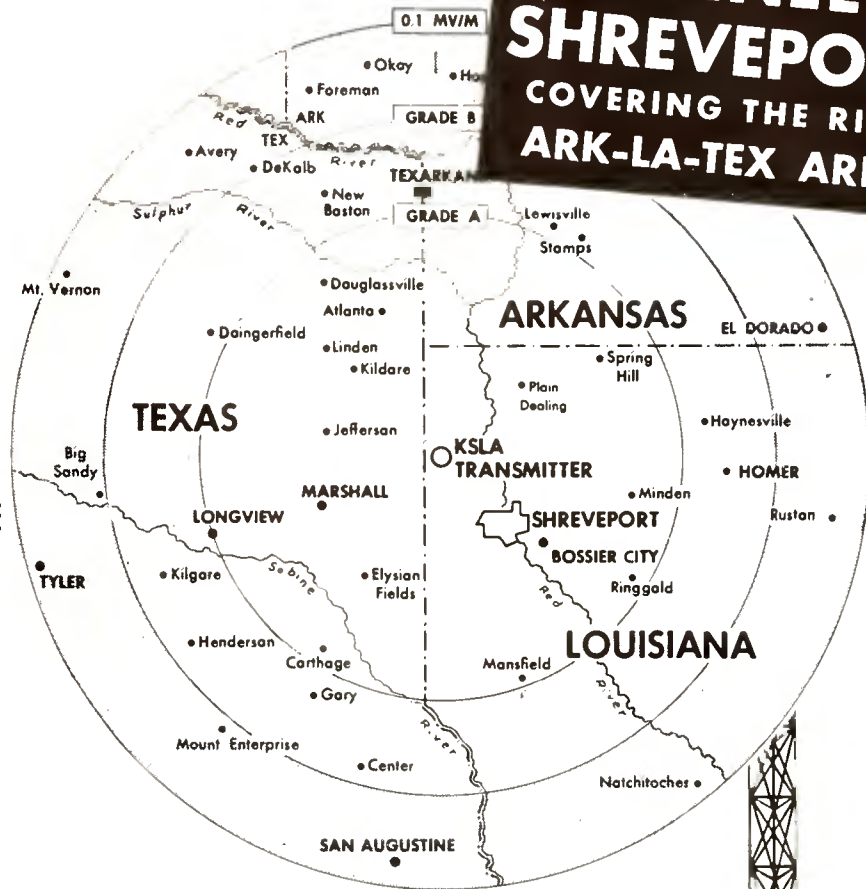 SHREVEPO
COVERING THE RI
ARK-LA-TEX AR
0.1 MV/M
Okay
Ho
Foreman
ARK
GRADE B
Red
TEX
River
Avery
DeKalb
TEXARKAN
New
Boston
GRADE A
Lewisville
Stamps
Sulphur
River
Mt. Vernon
Douglassville
Atlanta
ARKANSAS
EL DORADO
Daingerfield
Linden
Spring
Hill
Kildare
Plain
Dealing
TEXAS
Jefferson
Haynesville
KSLA
TRANSMITTER
Big
Sandy
HOMER
MARSHALL
Minden
LONGVIEW
SHREVEPORT
Ruston
BOSSIER CITY
TYLER
Kilgore
Sabine
Elysian
Fields
Ringgold
Red
Henderson
LOUISIANA
Carthage
Mansfield
Gary
River
River
Mount Enterprise
Center
Natchitoches
SAN AUGUSTINE